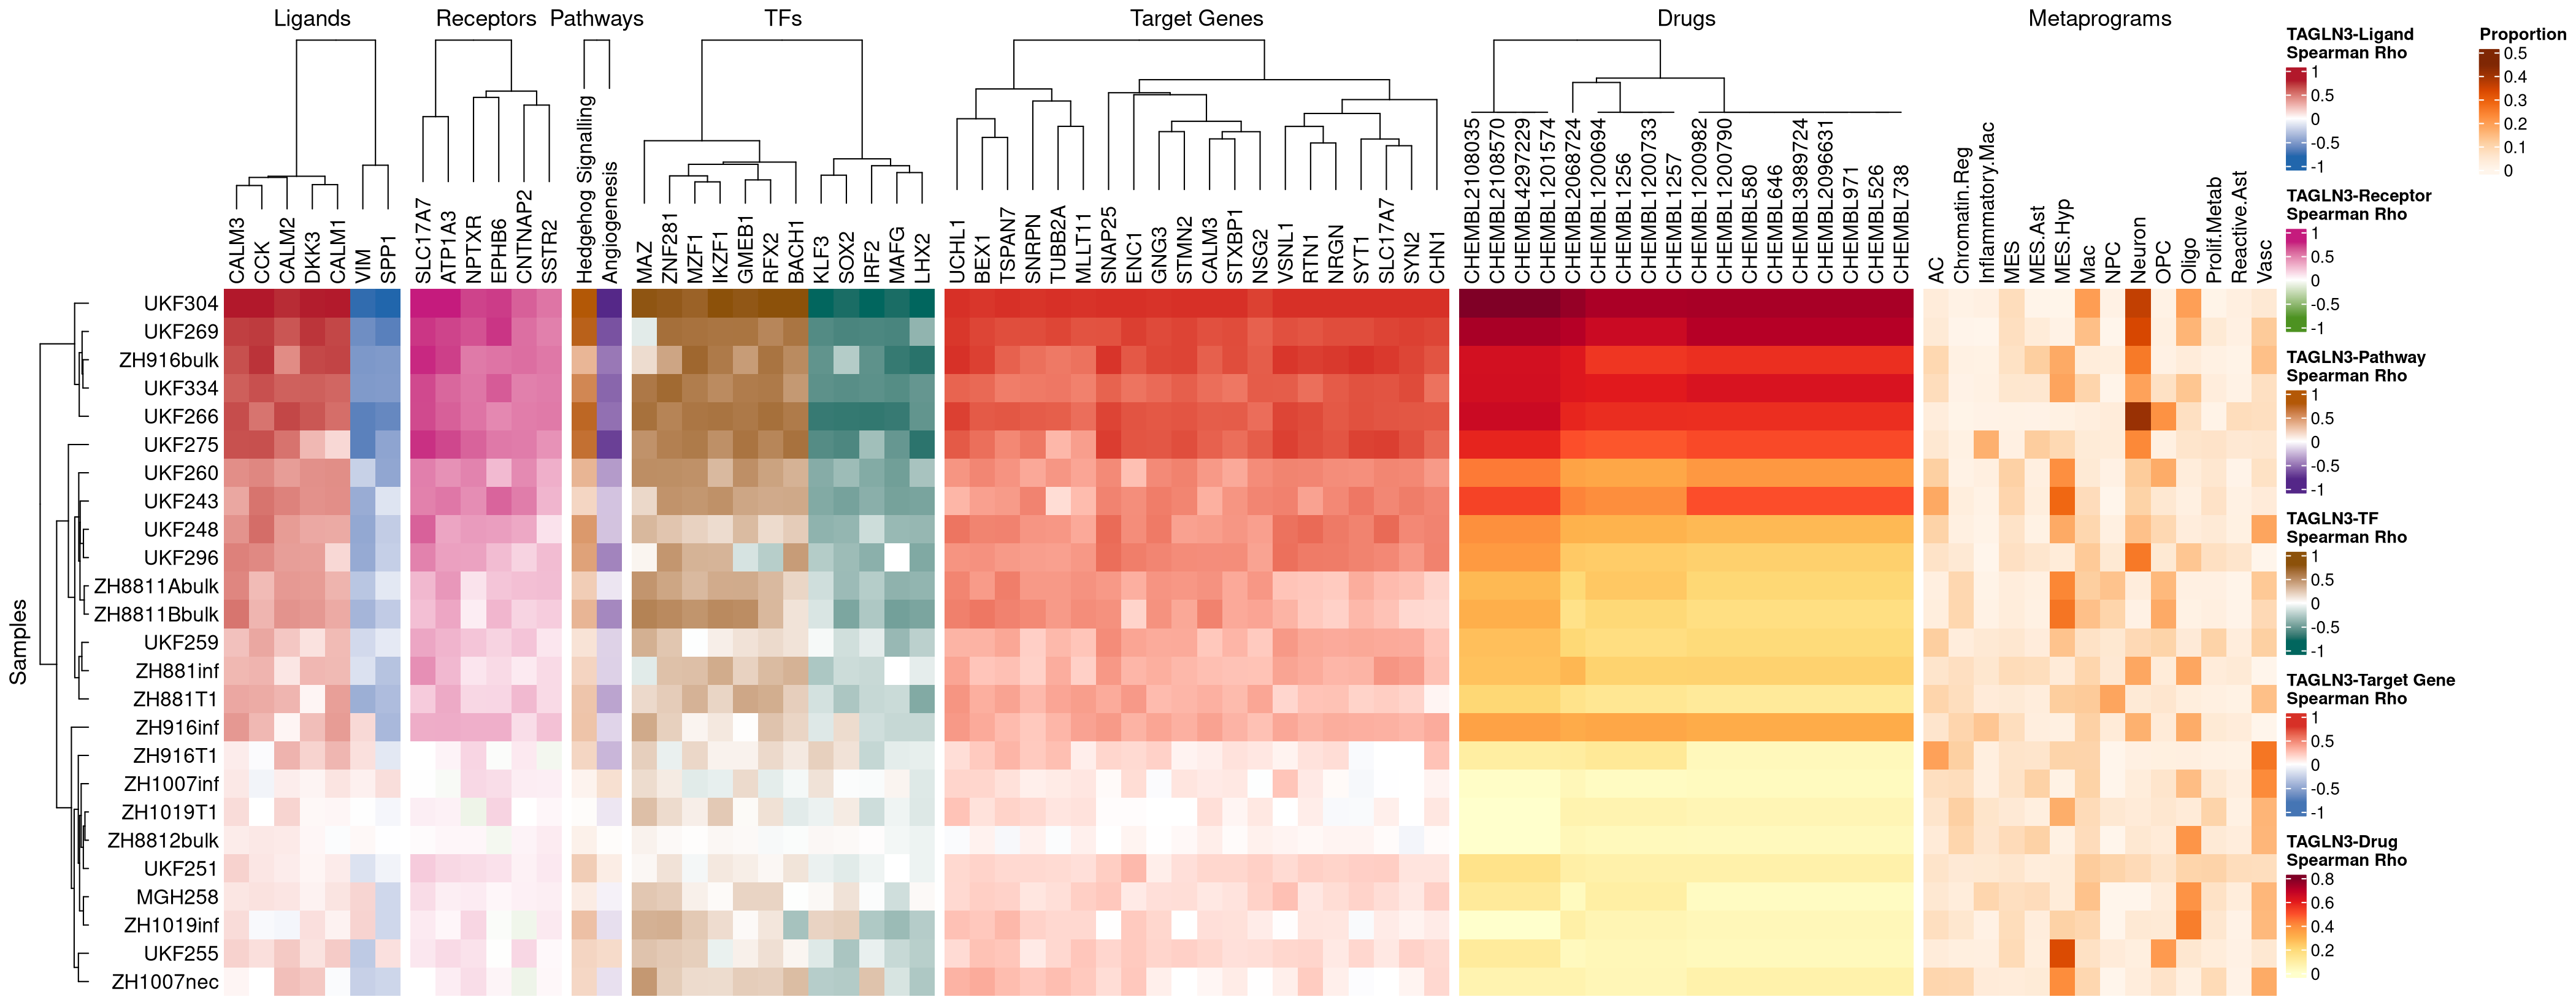 Ligands
Receptors
Pathways
TFs
Target Genes
Drugs
Metaprograms
CALM3
CCK
CALM2
DKK3
CALM1
VIM
SPP1
SLC17A7
ATP1A3
NPTXR
EPHB6
CNTNAP2
SSTR2
Hedgehog Signalling
Angiogenesis
MAZ
ZNF281
MZF1
IKZF1
GMEB1
RFX2
BACH1
KLF3
SOX2
IRF2
MAFG
LHX2
UCHL1
BEX1
TSPAN7
SNRPN
TUBB2A
MLLT11
SNAP25
ENC1
GNG3
STMN2
CALM3
STXBP1
NSG2
VSNL1
RTN1
NRGN
SYT1
SLC17A7
SYN2
CHN1
CHEMBL2108035
CHEMBL2108570
CHEMBL4297229
CHEMBL1201574
CHEMBL2068724
CHEMBL1200694
CHEMBL1256
CHEMBL1200733
CHEMBL1257
CHEMBL1200982
CHEMBL1200790
CHEMBL580
CHEMBL646
CHEMBL3989724
CHEMBL2096631
CHEMBL971
CHEMBL526
CHEMBL738
AC
Chromatin.Reg
Inflammatory.Mac
MES
MES.Ast
MES.Hyp
Mac
NPC
Neuron
OPC
Oligo
Prolif.Metab
Reactive.Ast
Vasc
Samples
UKF304
UKF269
ZH916bulk
UKF334
UKF266
UKF275
UKF260
UKF243
UKF248
UKF296
ZH8811Abulk
ZH8811Bbulk
UKF259
ZH881inf
ZH881T1
ZH916inf
ZH916T1
ZH1007inf
ZH1019T1
ZH8812bulk
UKF251
MGH258
ZH1019inf
UKF255
ZH1007nec
TAGLN3-Ligand
Spearman Rho
1
0.5
0
-0.5
-1
TAGLN3-Receptor
Spearman Rho
1
0.5
0
-0.5
-1
TAGLN3-Pathway
Spearman Rho
1
0.5
0
-0.5
-1
TAGLN3-TF
Spearman Rho
1
0.5
0
-0.5
-1
TAGLN3-Target Gene
Spearman Rho
1
0.5
0
-0.5
-1
TAGLN3-Drug
Spearman Rho
0.8
0.6
0.4
0.2
0
Proportion
0.5
0.4
0.3
0.2
0.1
0